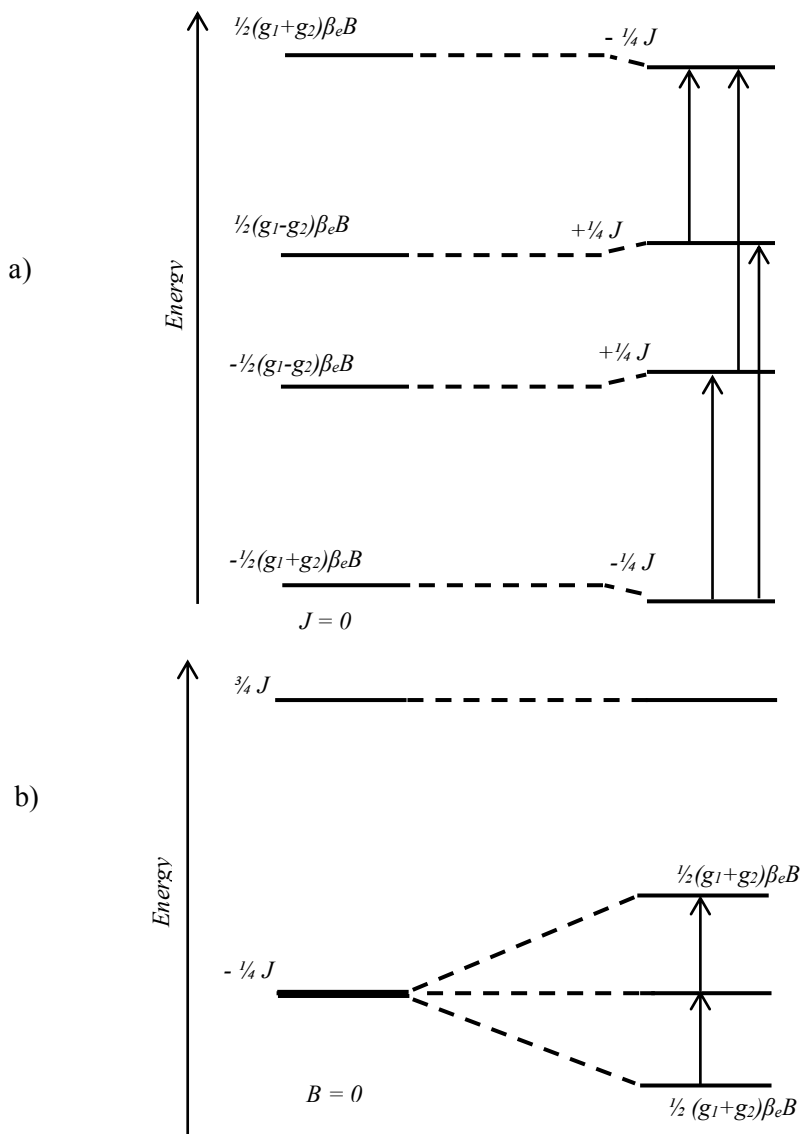 ½(g1+g2)βeB
- ¼ J
½(g1-g2)βeB
+¼ J
a)
Energy
-½(g1-g2)βeB
+¼ J
-½(g1+g2)βeB
-¼ J
J = 0
¾ J
b)
Energy
½(g1+g2)βeB
- ¼ J
B = 0
½ (g1+g2)βeB